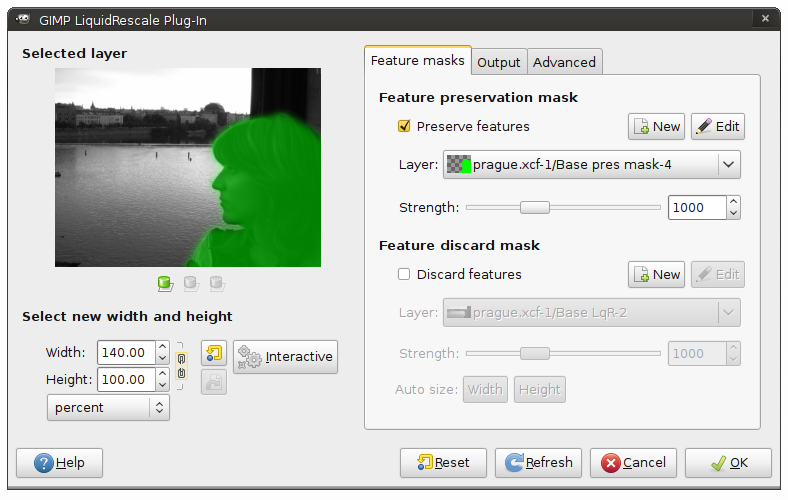 GIMP LiquidRescale Plug-In
Selected layer
Select new width and height
Width: 140.00
Height: 100.00
Interactive
percent
Feature masks Output Advanced
Feature preservation mask
Preserve features New Edit
Layer: prague.xcf-1/Base pres mask-4
Strength: 1000
Feature discard mask
Discard features New Edit
Layer: prague.xcf-1/Base LqR-2
Strength: 1000
Auto size: Width Height
Help Reset Refresh Cancel OK